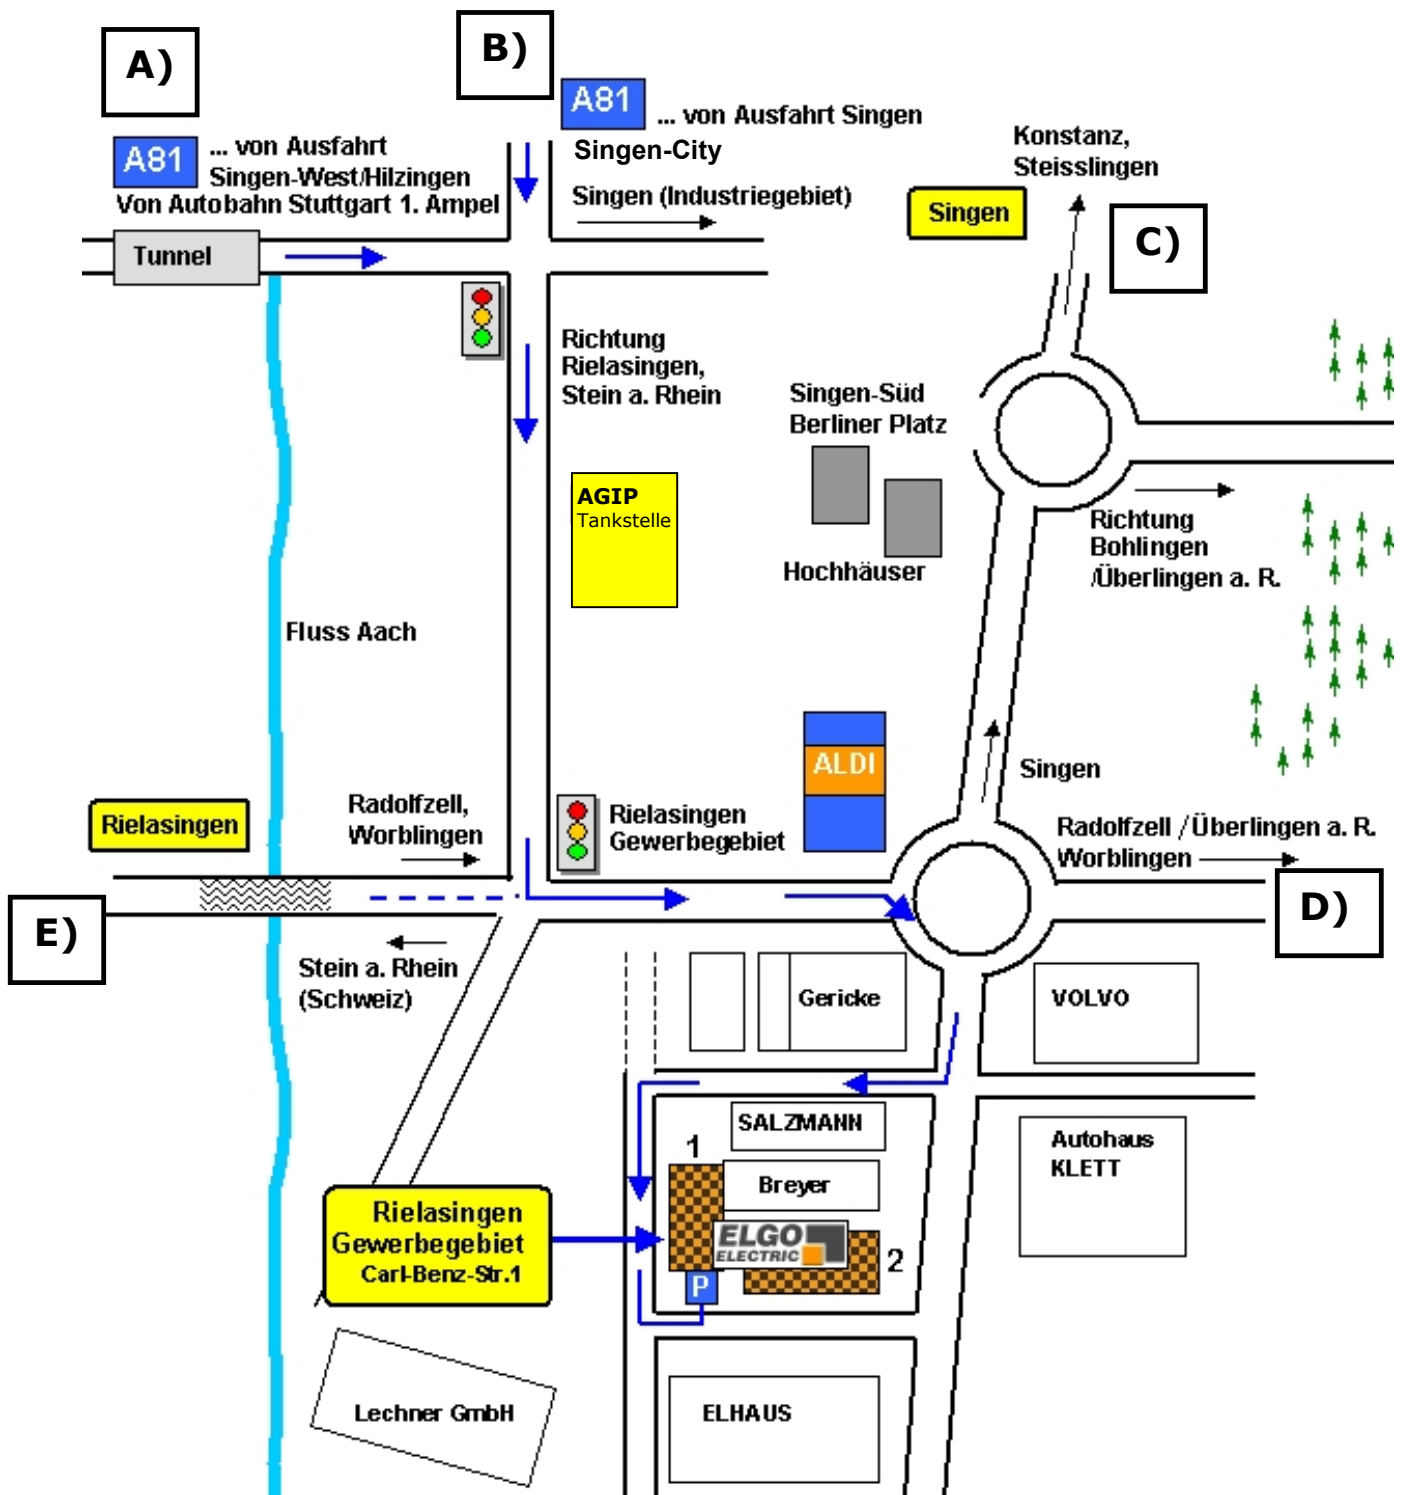 A)
B)
A81
... von Ausfahrt
Singen-West/Hilzingen
Von Autobahn Stuttgart 1. Ampel
A81
... von Ausfahrt Singen
Singen-City
Singen (Industriegebiet)
Konstanz,
Steisslingen
Singen
C)
Tunnel
Richtung
Rielasingen,
Stein a. Rhein
Singen-Süd
Berliner Platz
AGIP
Tankstelle
Hochhäuser
Richtung
Bohlingen
/Überlingen a. R.
Fluss Aach
ALDI
Singen
Rielasingen
Radolfzell,
Worblingen
Rielasingen
Gewerbegebiet
Radolfzell /Überlingen a. R.
Worblingen
E)
D)
Stein a. Rhein
(Schweiz)
Gericke
VOLVO
SALZMANN
1
Breyer
Autohaus
KLETT
Rielasingen
Gewerbegebiet
Carl-Benz-Str.1
ELGO
ELECTRIC
2
P
Lechner GmbH
ELHAUS